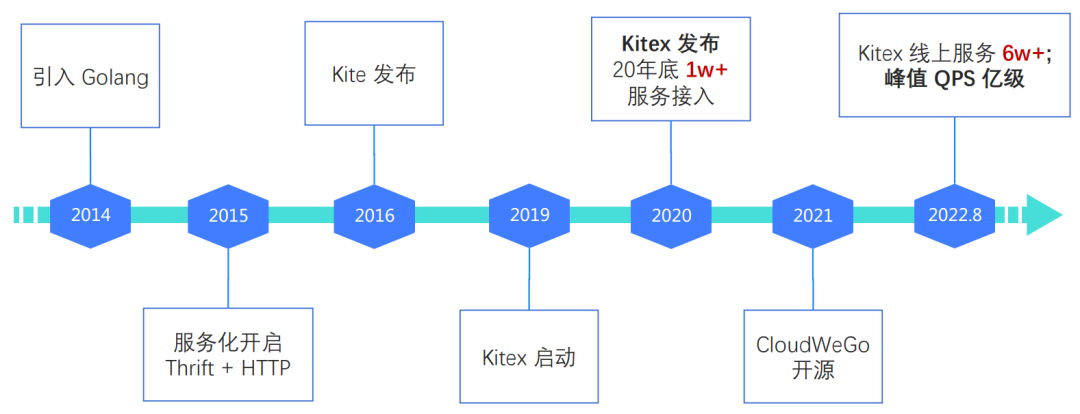 引入 Golang
Kite 发布
Kitex 发布
20年底 1w+
服务接入
Kitex 线上服务 6w+;
峰值 QPS 亿级
2014
2015
2016
2019
2020
2021
2022.8
服务化开启
Thrift + HTTP
Kitex 启动
CloudWeGo
开源